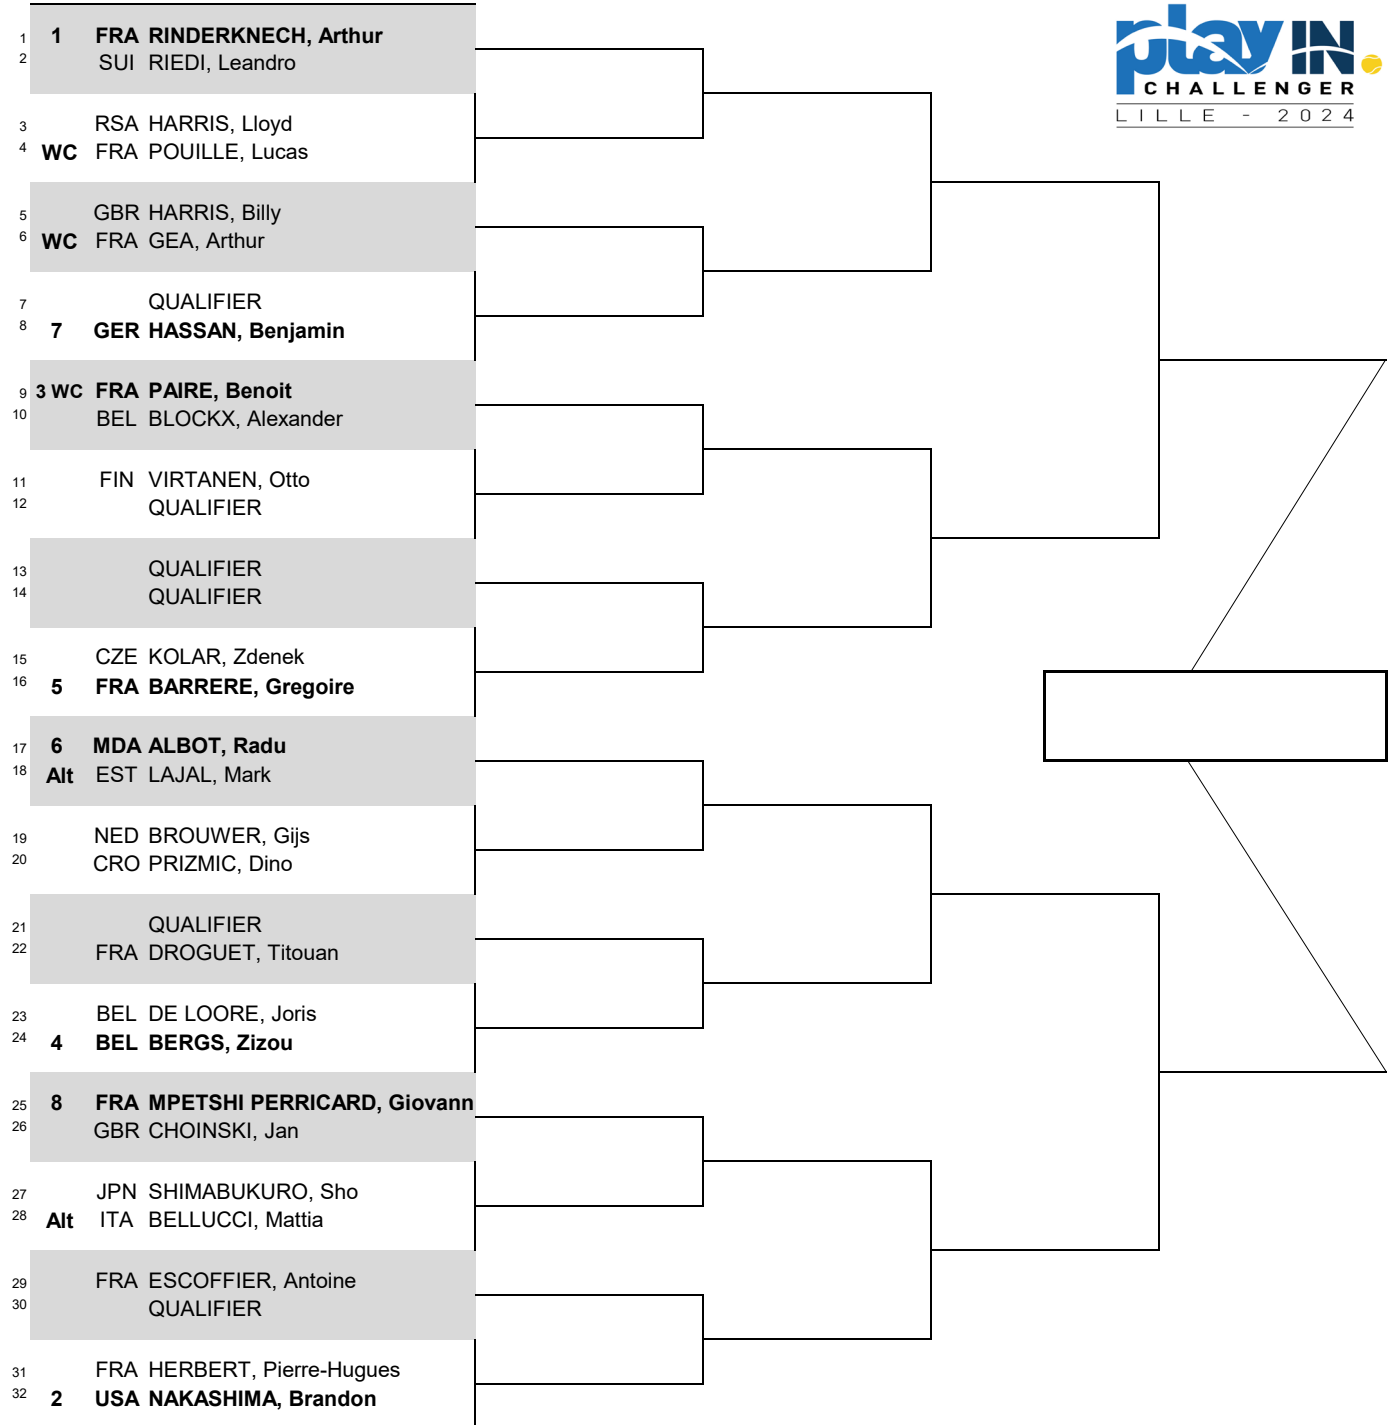 play IN.
CHALLENGER
LILLE - 2024
1 1 FRA RINDERKNECH, Arthur
2 SUI RIEDI, Leandro
3 RSA HARRIS, Lloyd
4 WC FRA POUILLE, Lucas
5 GBR HARRIS, Billy
6 WC FRA GEA, Arthur
7 QUALIFIER
8 7 GER HASSAN, Benjamin
9 3 WC FRA PAIRE, Benoit
10 BEL BLOCKX, Alexander
11 FIN VIRTANEN, Otto
12 QUALIFIER
13 QUALIFIER
14 QUALIFIER
15 CZE KOLAR, Zdenek
16 5 FRA BARRERE, Gregoire
17 6 MDA ALBOT, Radu
18 Alt EST LAJAL, Mark
19 NED BROUWER, Gijs
20 CRO PRIZMIC, Dino
21 QUALIFIER
22 FRA DROGUET, Titouan
23 BEL DE LOORE, Joris
24 4 BEL BERGS, Zizou
25 8 FRA MPETSHI PERRICARD, Giovann
26 GBR CHOINSKI, Jan
27 JPN SHIMABUKURO, Sho
28 Alt ITA BELLUCCI, Mattia
29 FRA ESCOFFIER, Antoine
30 QUALIFIER
31 FRA HERBERT, Pierre-Hugues
32 2 USA NAKASHIMA, Brandon